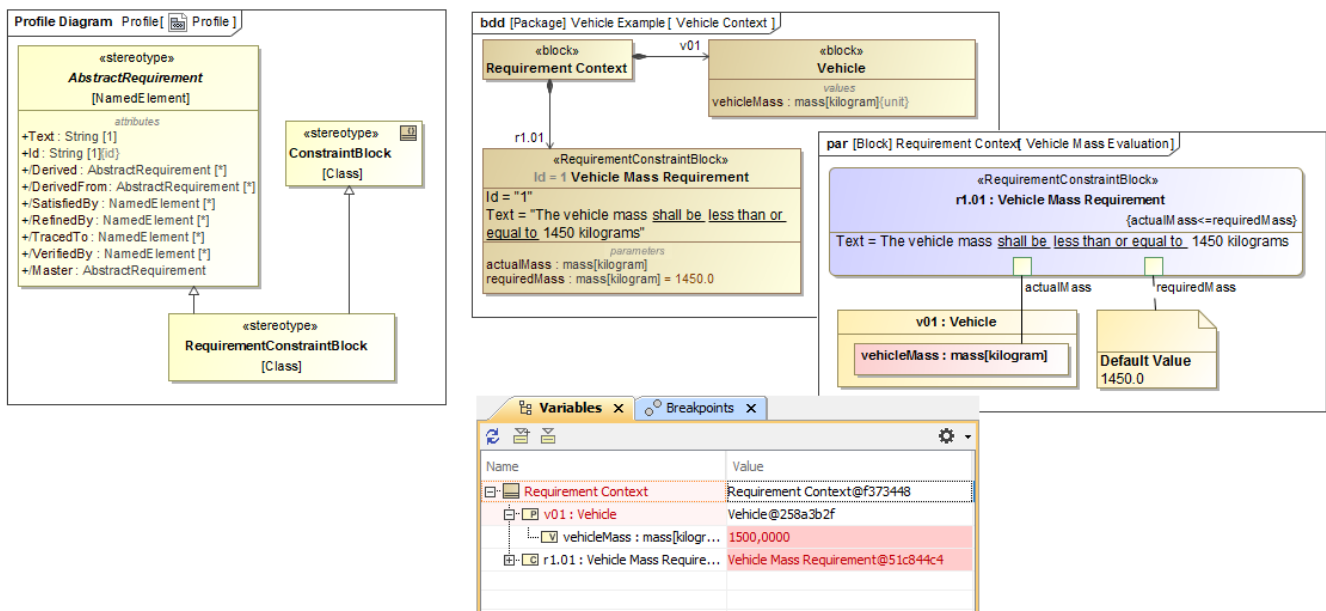 Profile Diagram Profile[ Profile ]
«stereotype»
AbstractRequirement
[NamedElement]
attributes
+Text : String [1]
+Id : String [1]{id}
+/Derived : AbstractRequirement [*]
+/DerivedFrom : AbstractRequirement [*]
+/SatisfiedBy : NamedElement [*]
+/RefinedBy : NamedElement [*]
+/TracedTo : NamedElement [*]
+/VerifiedBy : NamedElement [*]
+/Master : AbstractRequirement
«stereotype»
ConstraintBlock
[Class]
«stereotype»
RequirementConstraintBlock
[Class]
bdd [Package] Vehicle Example[ Vehicle Context ]
«block»
Requirement Context
v01
«block»
Vehicle
values
vehicleMass : mass[kilogram]{unit}
r1.01
«RequirementConstraintBlock»
Id = 1 Vehicle Mass Requirement
Id = "1"
Text = "The vehicle mass shall be less than or
equal to 1450 kilograms"
parameters
actualMass : mass[kilogram]
requiredMass : mass[kilogram] = 1450.0
par [Block] Requirement Context[ Vehicle Mass Evaluation]
«RequirementConstraintBlock»
r1.01 : Vehicle Mass Requirement
{actualMass<=requiredMass}
Text = The vehicle mass shall be less than or equal to 1450 kilograms
actualMass
requiredMass
v01 : Vehicle
vehicleMass : mass[kilogram]
Default Value
1450.0
Variables
Breakpoints
Name Value
Requirement Context Requirement Context@f373448
v01 : Vehicle Vehicle@258a3b2f
vehicleMass : mass[kilogr... 1500,0000
r1.01 : Vehicle Mass Require... Vehicle Mass Requirement@51c844c4